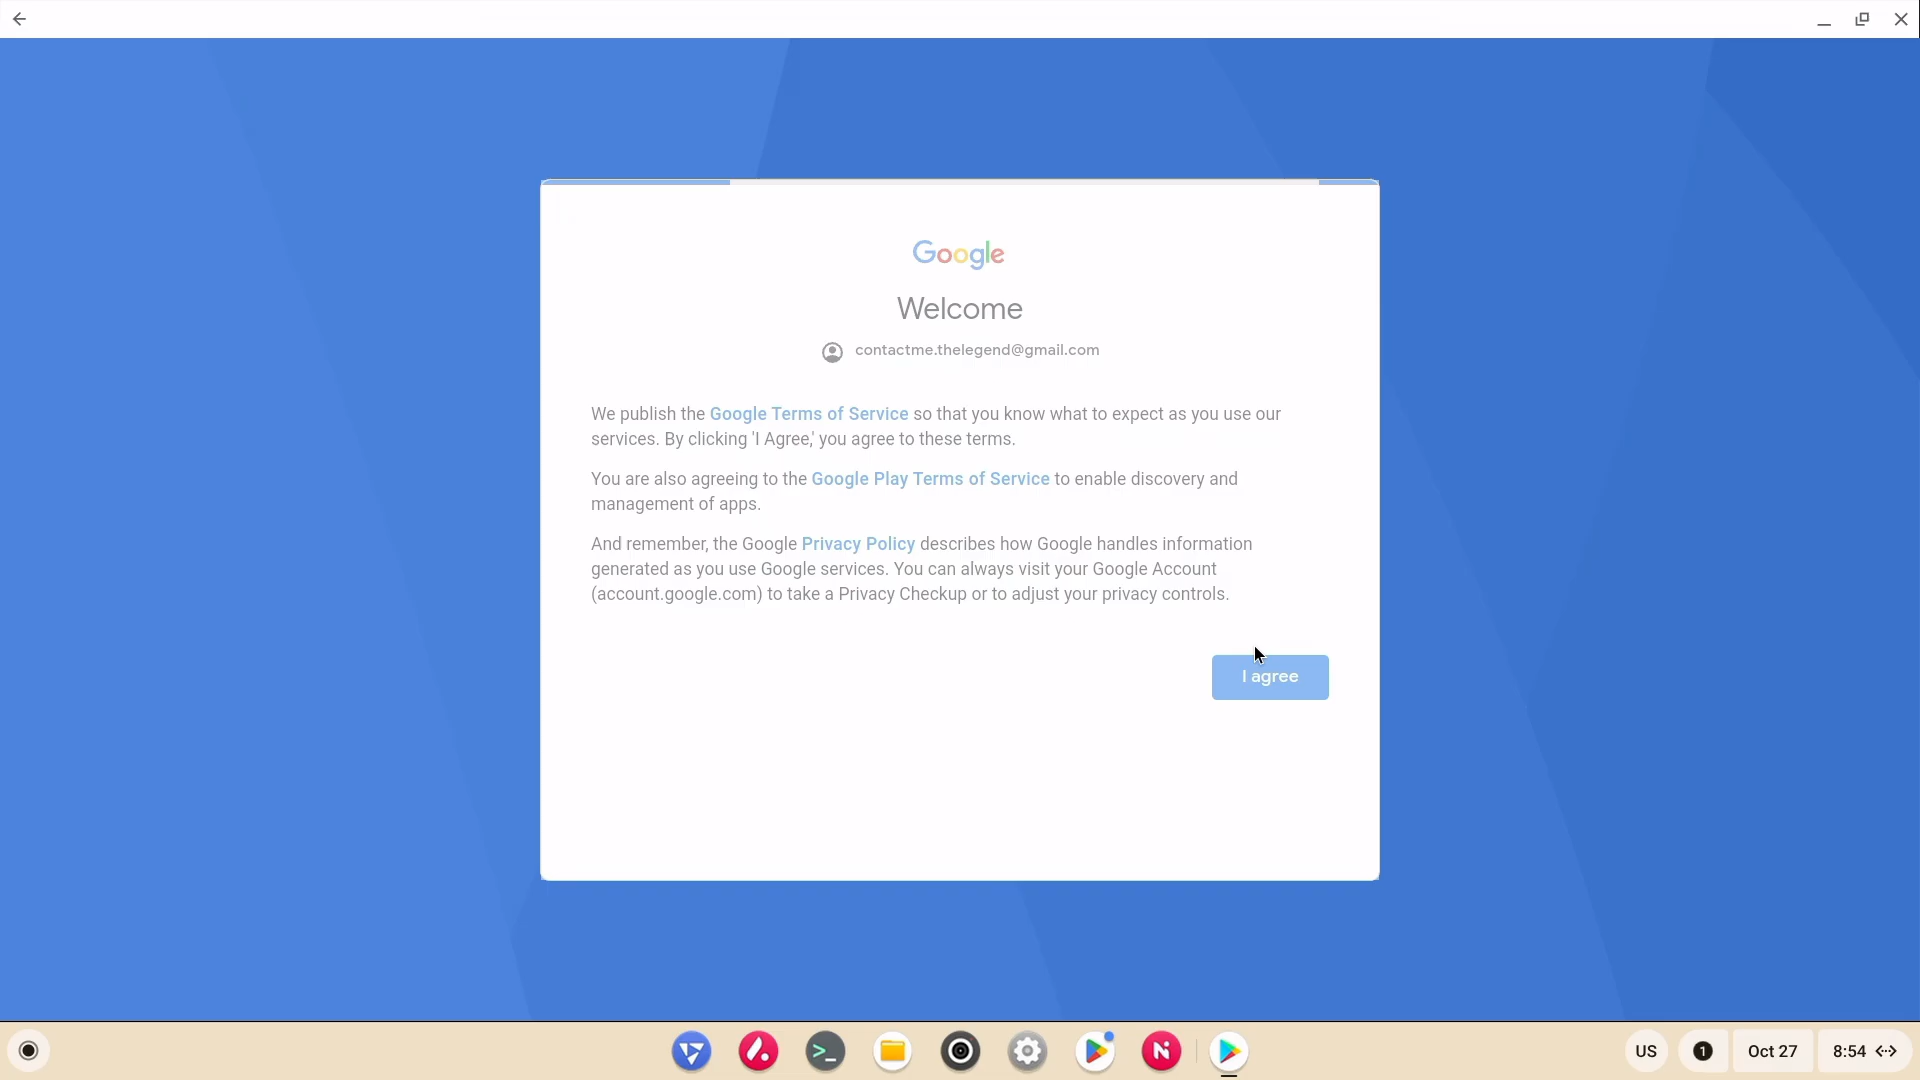 Google
Welcome
contactme.thelegend@gmail.com
We publish the Google Terms of Service so that you know what to expect as you use our
services. By clicking 'I Agree,' you agree to these terms.
You are also agreeing to the Google Play Terms of Service to enable discovery and
management of apps.
And remember, the Google Privacy Policy describes how Google handles information
generated as you use Google services. You can always visit your Google Account
(account.google.com) to take a Privacy Checkup or to adjust your privacy controls.
I agree
>_ N US 1 Oct 27 8:54